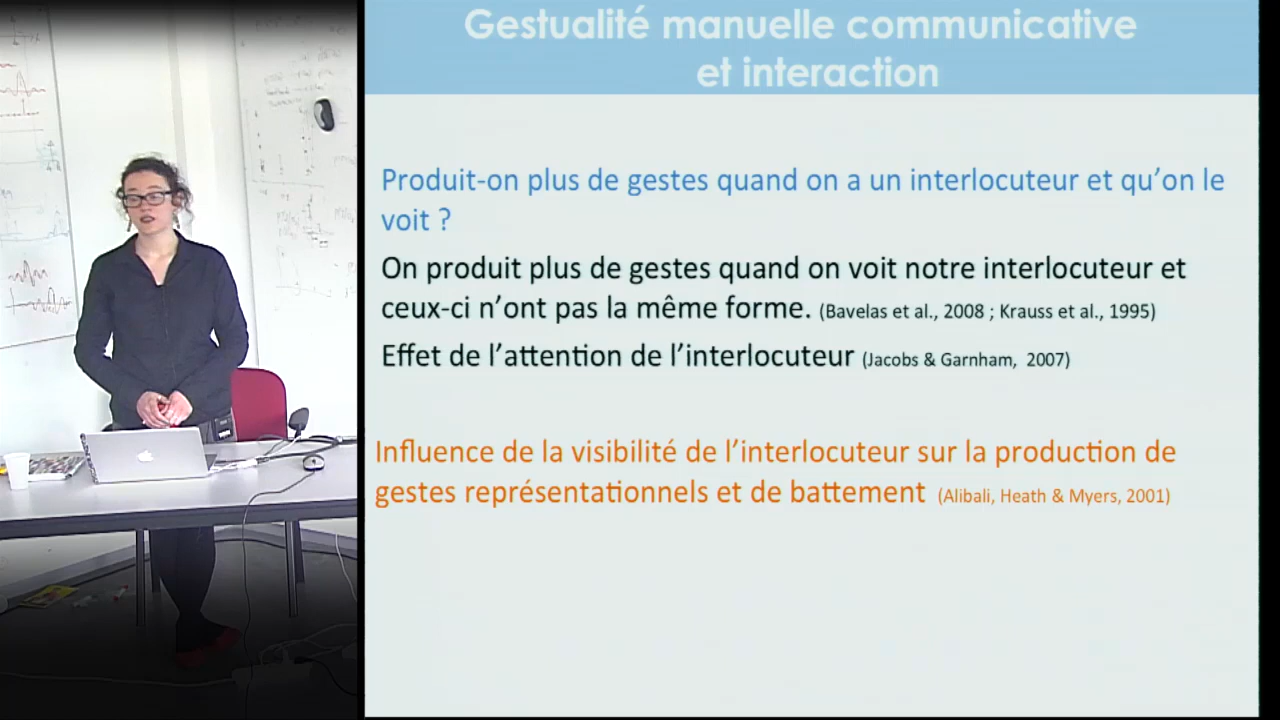 Gestualité manuelle communicative
et interaction
Produit-on plus de gestes quand on a un interlocuteur et qu'on le
voit ?
On produit plus de gestes quand on voit notre interlocuteur et
ceux-ci n'ont pas la même forme. (Bavelas et al., 2008 ; Krauss et al., 1995)
Effet de l'attention de l'interlocuteur (Jacobs & Garnham, 2007)
Influence de la visibilité de l'interlocuteur sur la production de
gestes représentationnels et de battement (Alibali, Heath & Myers, 2001)